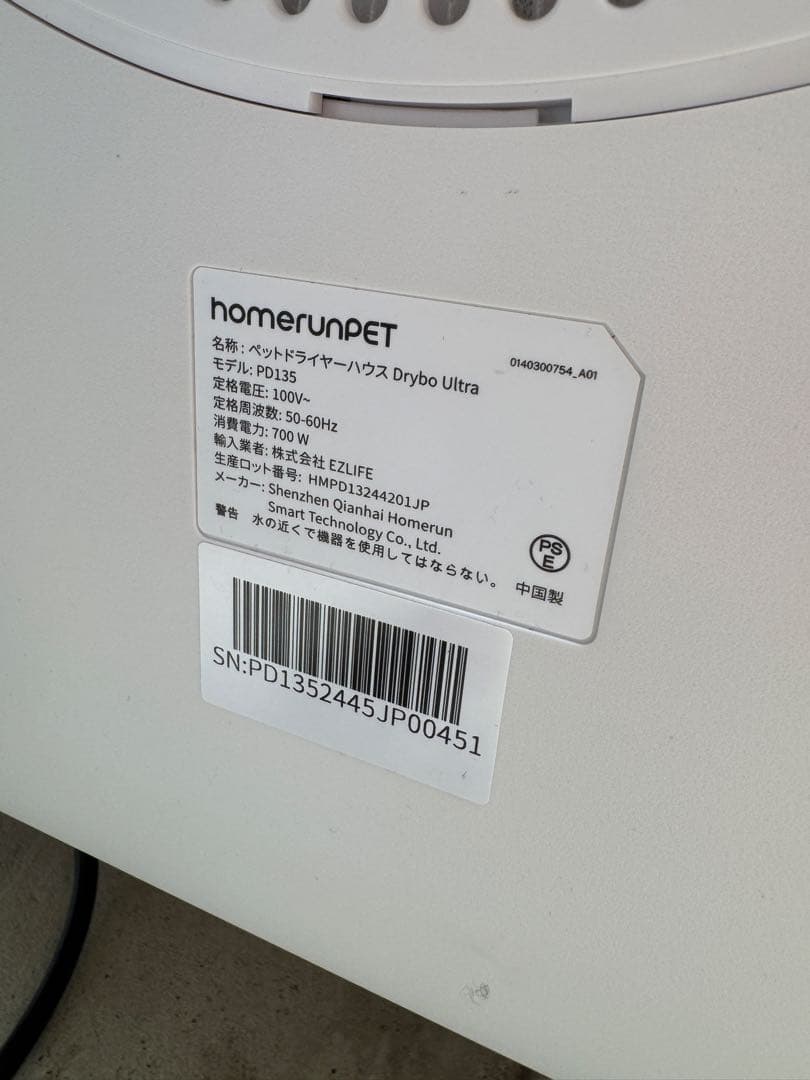 homerunPET
0140300754_A01
名称: ペットドライヤーハウス Drybo Ultra
モデル: PD135
定格電圧: 100V~
定格周波数: 50-60Hz
消費電力: 700 W
輸入業者: 株式会社 EZLIFE
生産ロット番号: HMPD13244201JP
メーカー: Shenzhen Qianhai Homerun
Smart Technology Co., Ltd.
警告 水の近くで機器を使用してはならない。
PS
E
中国製
SN:PD1352445JP00451